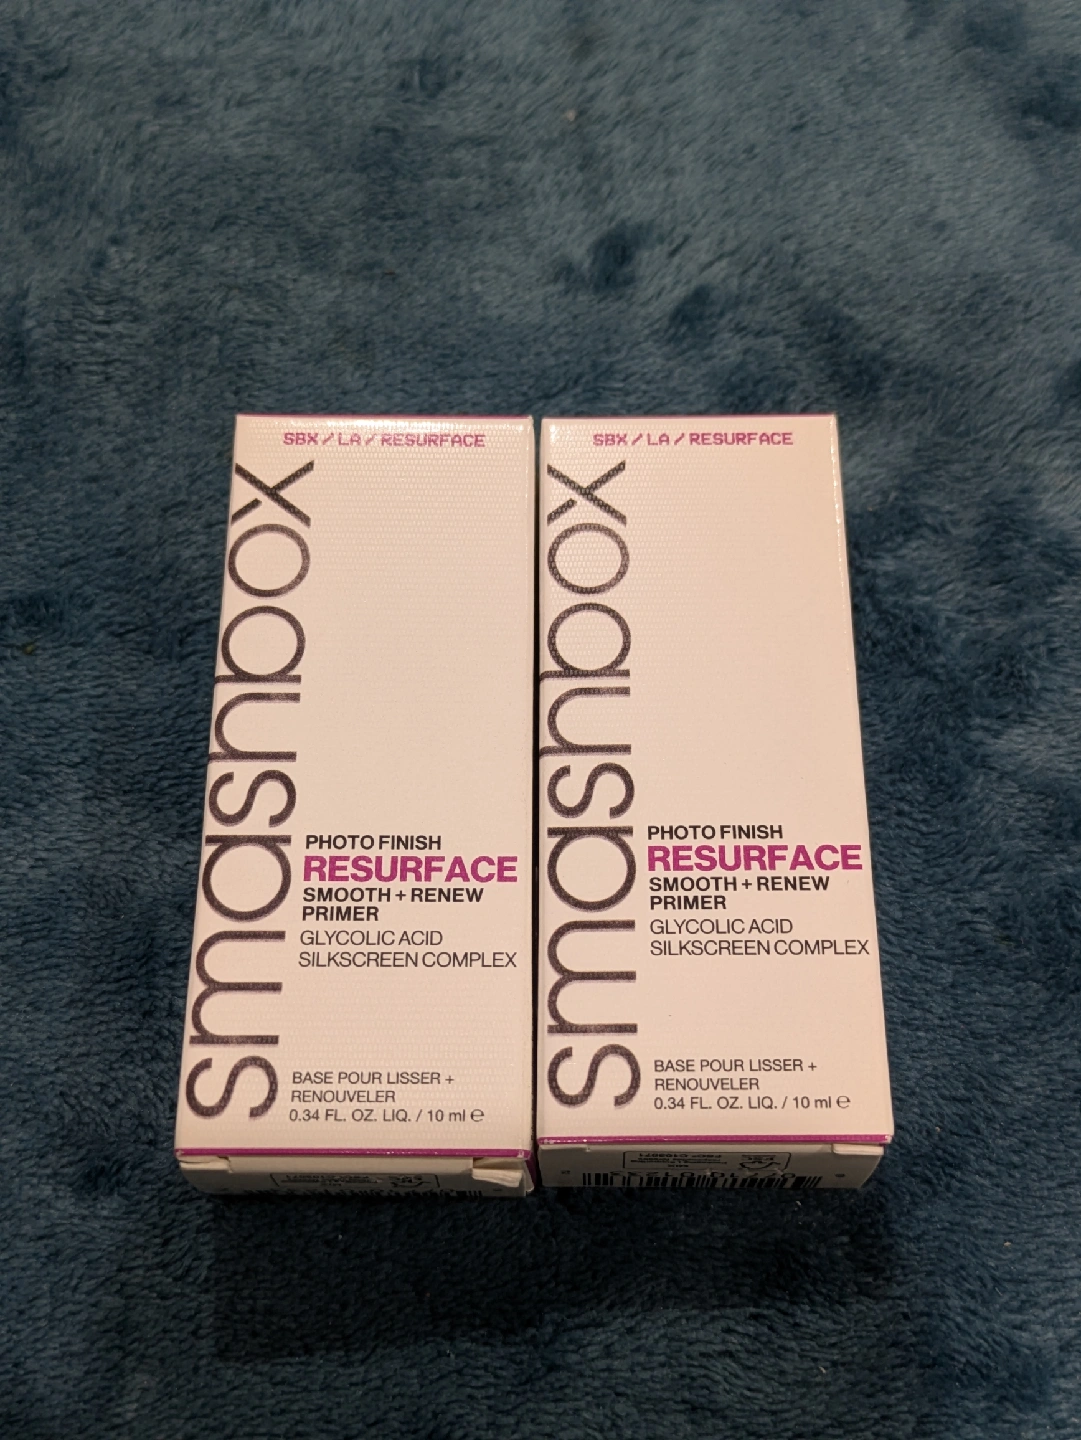 SBX / LA / RESURFACE
smashbox
PHOTO FINISH
RESURFACE
SMOOTH + RENEW
PRIMER
GLYCOLIC ACID
SILKSCREEN COMPLEX
BASE POUR LISSER +
RENOUVELER
0.34 FL. OZ. LIQ. / 10 ml ℮
SBX / LA / RESURFACE
smashbox
PHOTO FINISH
RESURFACE
SMOOTH + RENEW
PRIMER
GLYCOLIC ACID
SILKSCREEN COMPLEX
BASE POUR LISSER +
RENOUVELER
0.34 FL. OZ. LIQ. / 10 ml ℮